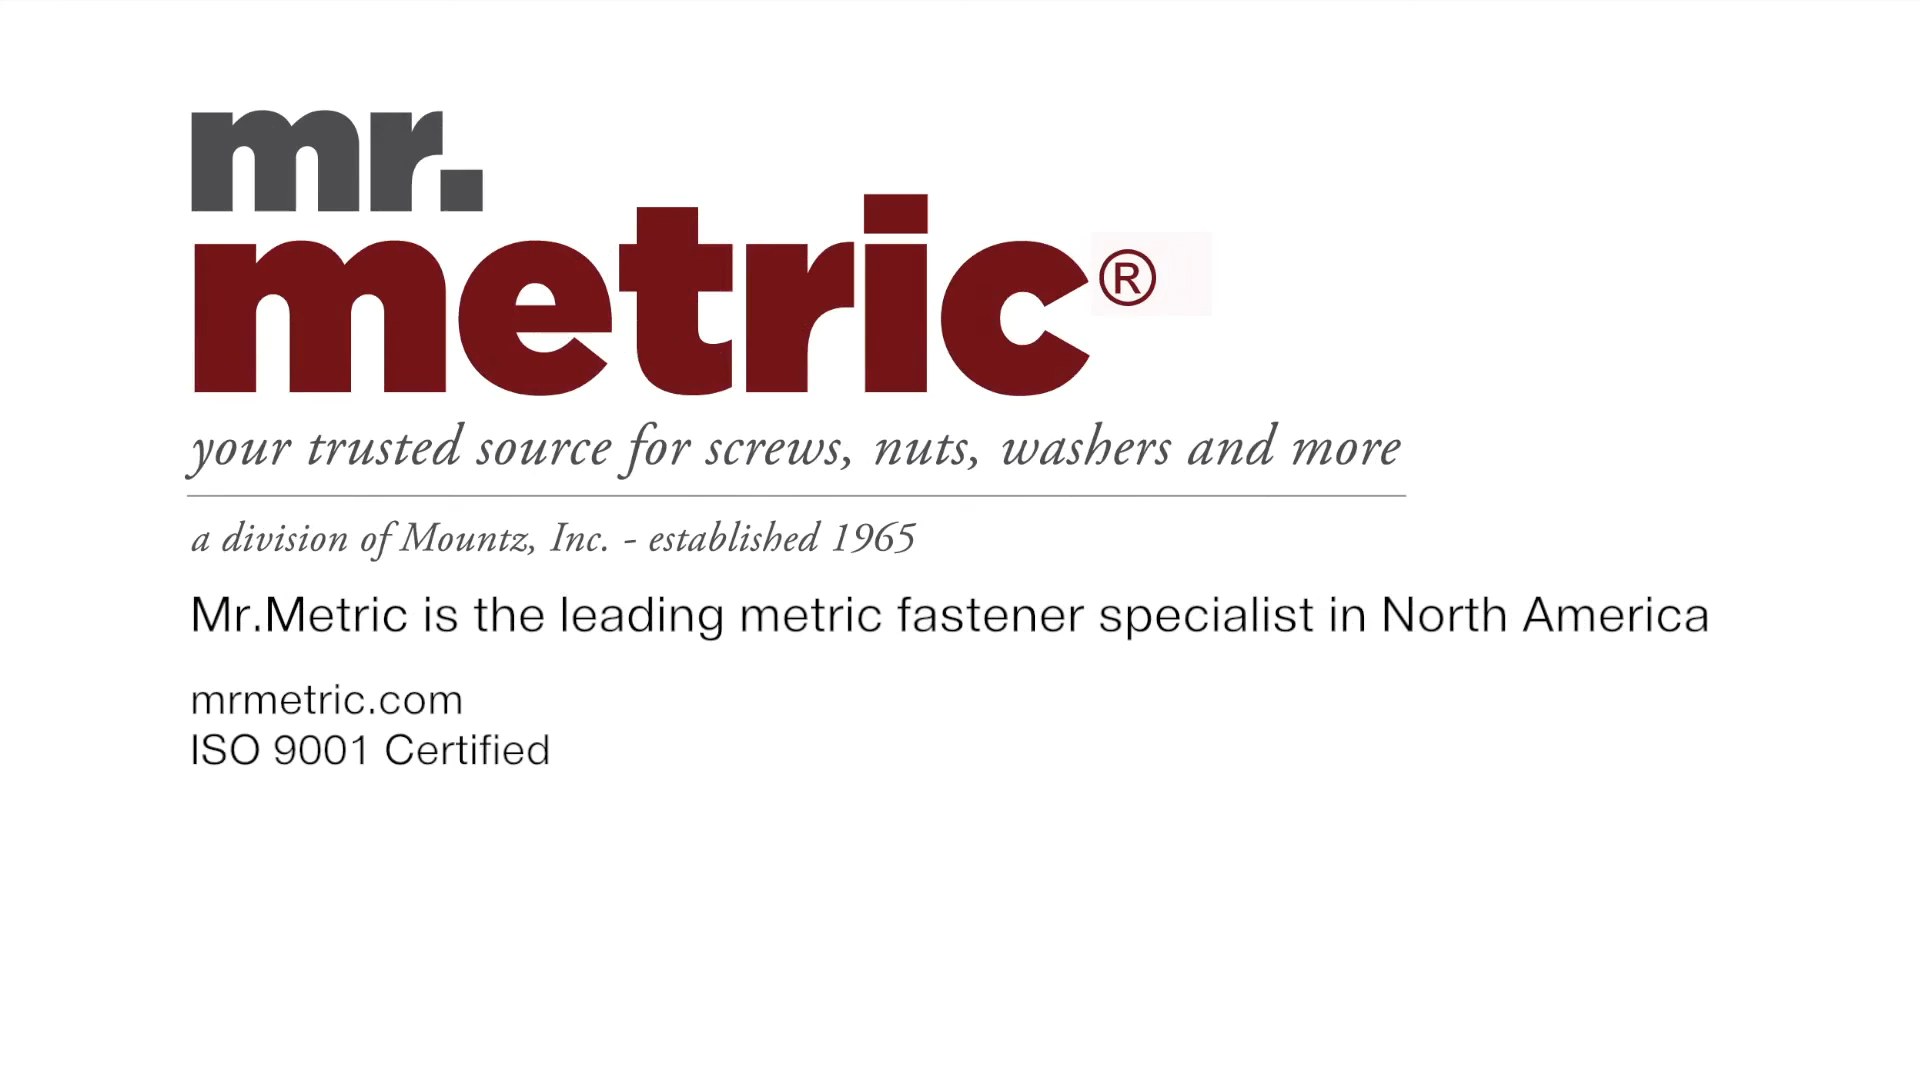 mr.
metric®
your trusted source for screws, nuts, washers and more
a division of Mountz, Inc. - established 1965
Mr.Metric is the leading metric fastener specialist in North America
mrmetric.com
ISO 9001 Certified